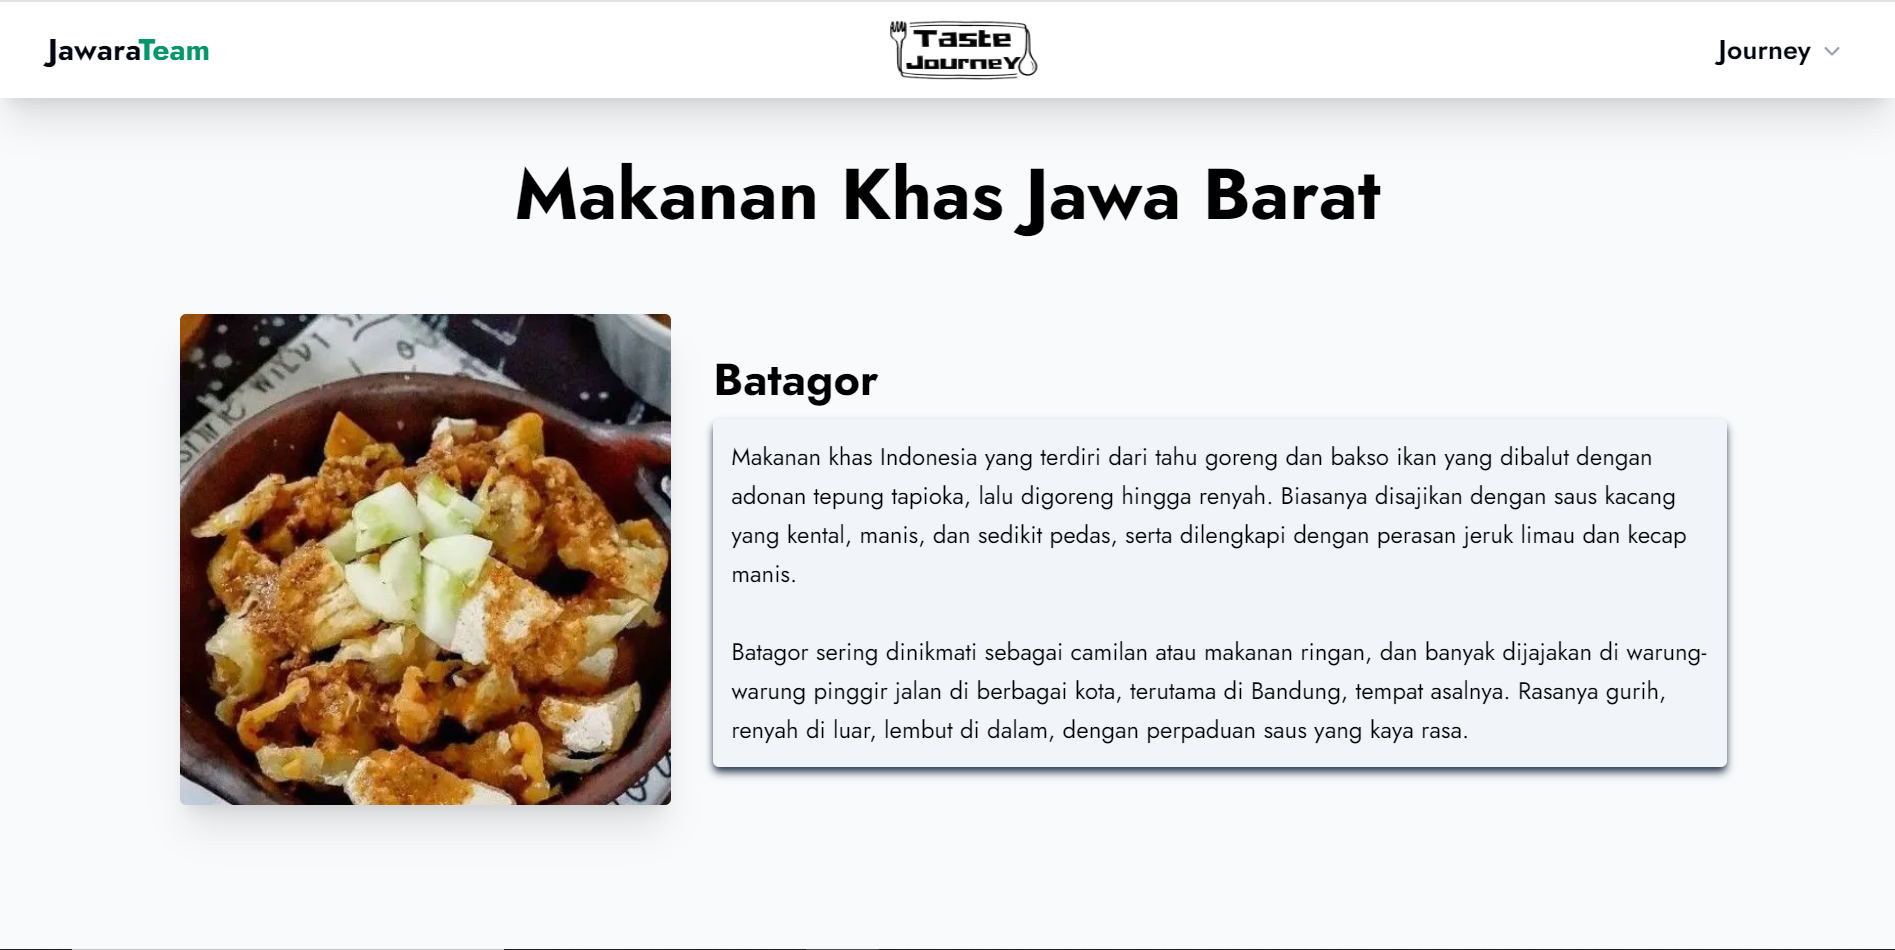 JawaraTeam
Taste
Journey
Journey
Makanan Khas Jawa Barat
Batagor
Makanan khas Indonesia yang terdiri dari tahu goreng dan bakso ikan yang dibalut dengan
adonan tepung tapioka, lalu digoreng hingga renyah. Biasanya disajikan dengan saus kacang
yang kental, manis, dan sedikit pedas, serta dilengkapi dengan perasan jeruk limau dan kecap
manis.
Batagor sering dinikmati sebagai camilan atau makanan ringan, dan banyak dijajakan di warung-
warung pinggir jalan di berbagai kota, terutama di Bandung, tempat asalnya. Rasanya gurih,
renyah di luar, lembut di dalam, dengan perpaduan saus yang kaya rasa.